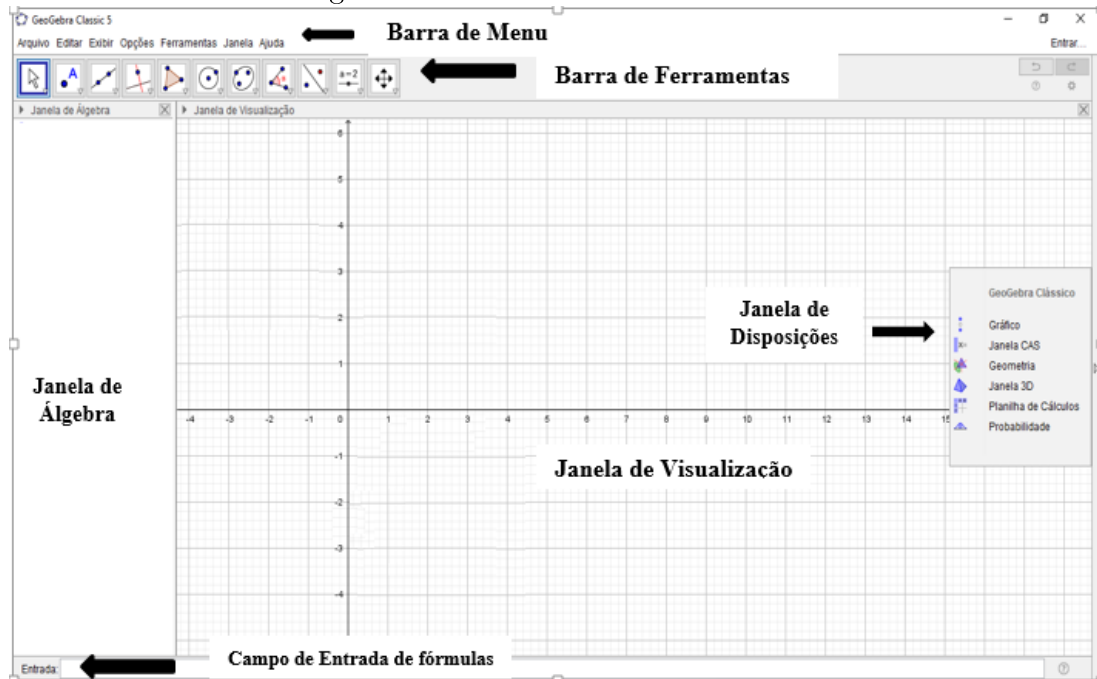 GeoGebra Classic 5
Arquivo Editar Exibir Opções Ferramentas Janela Ajuda
Barra de Menu
Entrar...
A
a=2
Barra de Ferramentas
Janela de Álgebra
Janela de Visualização
6
5
4
3
2
1
-4 -3 -2 -1 0 1 2 3 4 5 6 7 8 9 10 11 12 13 14 15
-1
-2
-3
-4
Janela de
Álgebra
Janela de
Disposições
GeoGebra Clássico
Gráfico
x= Janela CAS
Geometria
Janela 3D
Planilha de Cálculos
Probabilidade
Janela de Visualização
Entrada:
Campo de Entrada de fórmulas